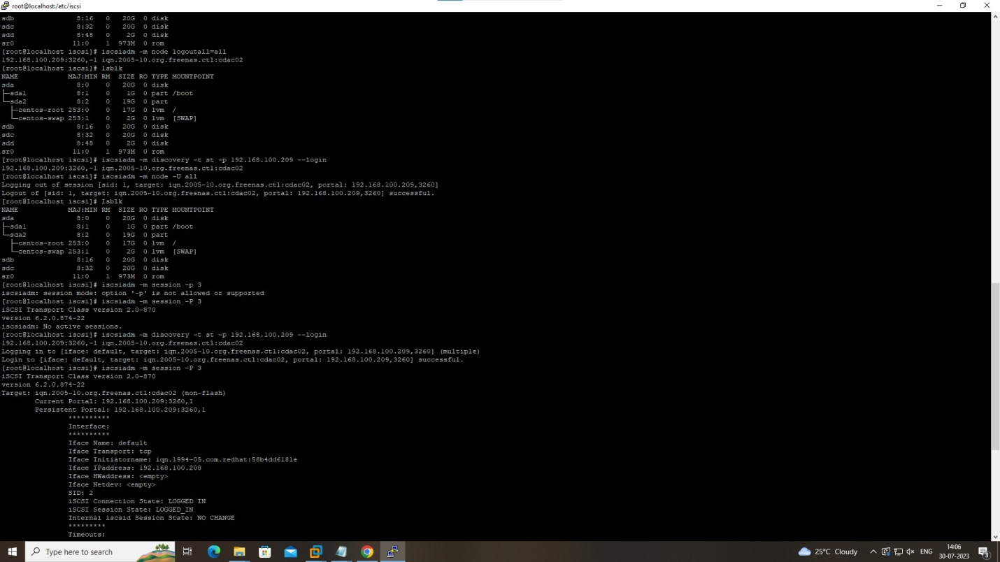 root@localhost:/etc/iscsi
sdb 8:16 0 20G 0 disk
sdc 8:32 0 20G 0 disk
sdd 8:48 0 2G 0 disk
sr0 11:0 1 973M 0 rom
[root@localhost iscsi]# iscsiadm -m node logoutall=all
192.168.100.209:3260,-1 iqn.2005-10.org.freenas.ctl:cdac02
[root@localhost iscsi]# lsblk
NAME MAJ:MIN RM SIZE RO TYPE MOUNTPOINT
sda 8:0 0 20G 0 disk
├─sda1 8:1 0 1G 0 part /boot
└─sda2 8:2 0 19G 0 part
├─centos-root 253:0 0 17G 0 lvm /
└─centos-swap 253:1 0 2G 0 lvm [SWAP]
sdb 8:16 0 20G 0 disk
sdc 8:32 0 20G 0 disk
sdd 8:48 0 2G 0 disk
sr0 11:0 1 973M 0 rom
[root@localhost iscsi]# iscsiadm -m discovery -t st -p 192.168.100.209 --login
192.168.100.209:3260,-1 iqn.2005-10.org.freenas.ctl:cdac02
[root@localhost iscsi]# iscsiadm -m node -U all
Logging out of session [sid: 1, target: iqn.2005-10.org.freenas.ctl:cdac02, portal: 192.168.100.209,3260]
Logout of [sid: 1, target: iqn.2005-10.org.freenas.ctl:cdac02, portal: 192.168.100.209,3260] successful.
[root@localhost iscsi]# lsblk
NAME MAJ:MIN RM SIZE RO TYPE MOUNTPOINT
sda 8:0 0 20G 0 disk
├─sda1 8:1 0 1G 0 part /boot
└─sda2 8:2 0 19G 0 part
├─centos-root 253:0 0 17G 0 lvm /
└─centos-swap 253:1 0 2G 0 lvm [SWAP]
sdb 8:16 0 20G 0 disk
sdc 8:32 0 20G 0 disk
sr0 11:0 1 973M 0 rom
[root@localhost iscsi]# iscsiadm -m session -p 3
iscsiadm: session mode: option '-p' is not allowed or supported
[root@localhost iscsi]# iscsiadm -m session -P 3
iSCSI Transport Class version 2.0-870
version 6.2.0.874-22
iscsiadm: No active sessions.
[root@localhost iscsi]# iscsiadm -m discovery -t st -p 192.168.100.209 --login
192.168.100.209:3260,-1 iqn.2005-10.org.freenas.ctl:cdac02
Logging in to [iface: default, target: iqn.2005-10.org.freenas.ctl:cdac02, portal: 192.168.100.209,3260] (multiple)
Login to [iface: default, target: iqn.2005-10.org.freenas.ctl:cdac02, portal: 192.168.100.209,3260] successful.
[root@localhost iscsi]# iscsiadm -m session -P 3
iSCSI Transport Class version 2.0-870
version 6.2.0.874-22
Target: iqn.2005-10.org.freenas.ctl:cdac02 (non-flash)
Current Portal: 192.168.100.209:3260,1
Persistent Portal: 192.168.100.209:3260,1
**********
Interface:
**********
Iface Name: default
Iface Transport: tcp
Iface Initiatorname: iqn.1994-05.com.redhat:58b4dd6181e
Iface IPaddress: 192.168.100.208
Iface HWaddress: <empty>
Iface Netdev: <empty>
SID: 2
iSCSI Connection State: LOGGED IN
iSCSI Session State: LOGGED_IN
Internal iscsid Session State: NO CHANGE
*********
Timeouts:
Type here to search
25°C Cloudy
ENG
14:06
30-07-2023
3